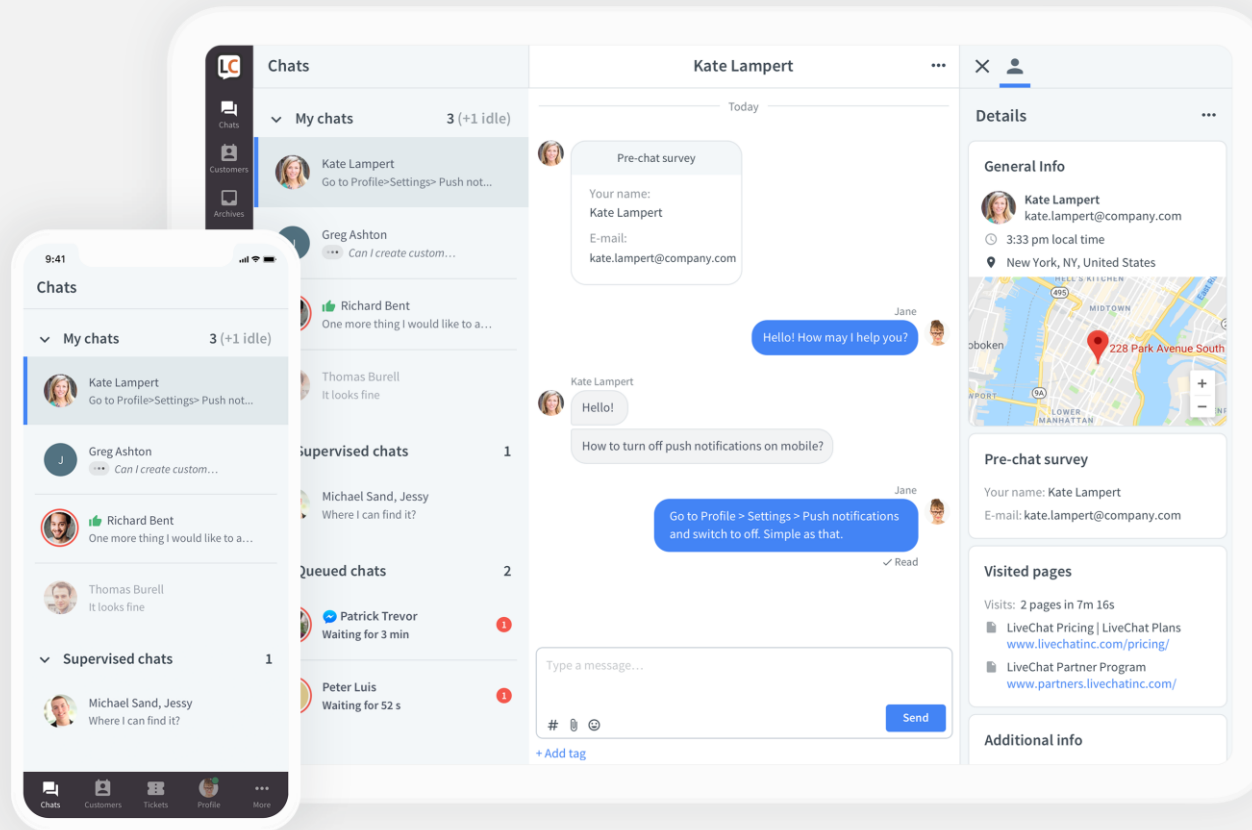 LC
Chats
Customers
Archives
Chats
My chats 3 (+1 idle)
Kate Lampert
Go to Profile>Settings> Push not...
Greg Ashton
Can I create custom...
Richard Bent
One more thing I would like to a...
Thomas Burell
It looks fine
Supervised chats 1
Michael Sand, Jessy
Where I can find it?
Queued chats 2
Patrick Trevor
Waiting for 3 min
1
Peter Luis
Waiting for 52 s
1
Kate Lampert
Today
Pre-chat survey
Your name:
Kate Lampert
E-mail:
kate.lampert@company.com
Jane
Hello! How may I help you?
Kate Lampert
Hello!
How to turn off push notifications on mobile?
Jane
Go to Profile > Settings > Push notifications
and switch to off. Simple as that.
Read
Type a message...
#
Send
+ Add tag
Details
General Info
Kate Lampert
kate.lampert@company.com
3:33 pm local time
New York, NY, United States
HELL'S KITCHEN
495
MIDTOWN
oboken
228 Park Avenue South
9A
WPORT
LOWER
MANHATTAN
+
−
Pre-chat survey
Your name: Kate Lampert
E-mail: kate.lampert@company.com
Visited pages
Visits: 2 pages in 7m 16s
LiveChat Pricing | LiveChat Plans
www.livechatinc.com/pricing/
LiveChat Partner Program
www.partners.livechatinc.com/
Additional info
9:41
Chats
My chats 3 (+1 idle)
Kate Lampert
Go to Profile>Settings> Push not...
J
Greg Ashton
Can I create custom...
Richard Bent
One more thing I would like to a...
Thomas Burell
It looks fine
Supervised chats 1
Michael Sand, Jessy
Where I can find it?
Chats
Customers
Tickets
Profile
More